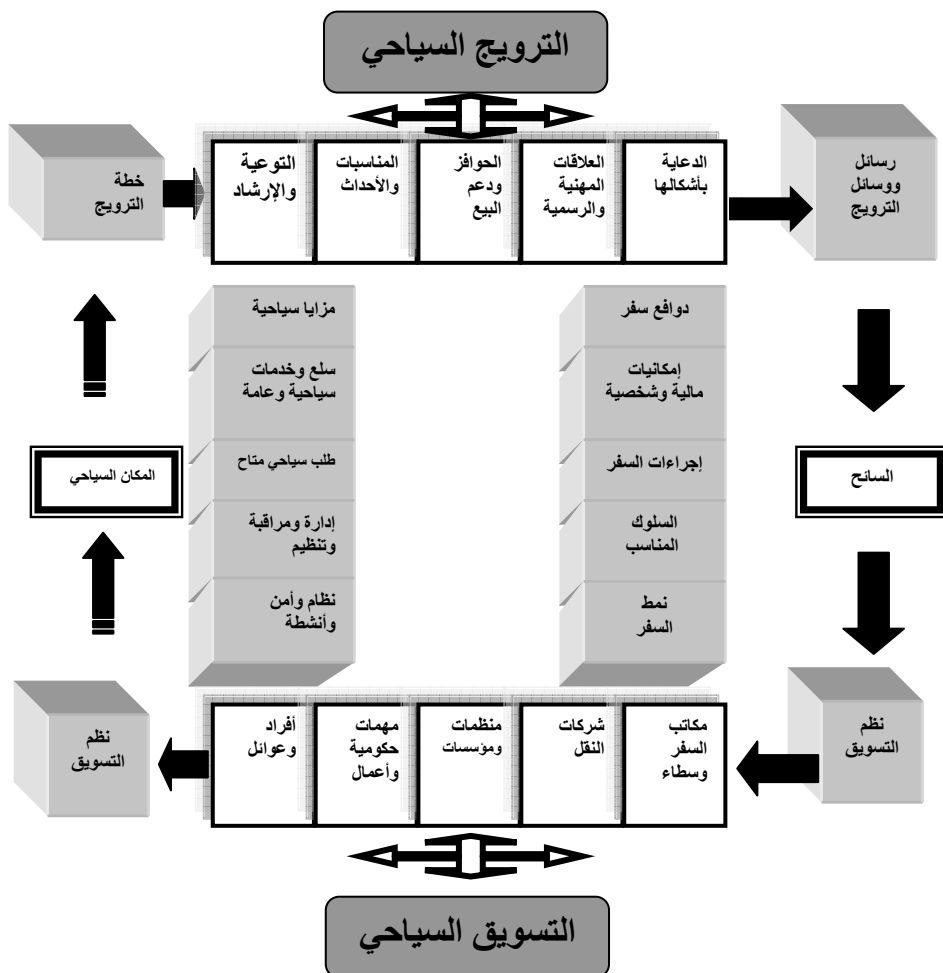 الترويج السياحي
رسائل
ووسائل
الترويج
الدعاية
بأشكالها
العلاقات
المهنية
والرسمية
الحوافز
ودعم
البيع
المناسبات
والأحداث
التوعية
والإرشاد
خطة
الترويج
دوافع سفر
إمكانيات
مالية وشخصية
إجراءات السفر
السلوك
المناسب
نمط
السفر
مزايا سياحية
سلع وخدمات
سياحية وعامة
طلب سياحي متاح
إدارة ومراقبة
وتنظيم
نظام وأمن
وأنشطة
السائح
المكان السياحي
نظم
التسويق
مكاتب
السفر
وسطاء
شركات
النقل
منظمات
ومؤسسات
مهمات
حكومية
وأعمال
أفراد
وعوائل
نظم
التسويق
التسويق السياحي